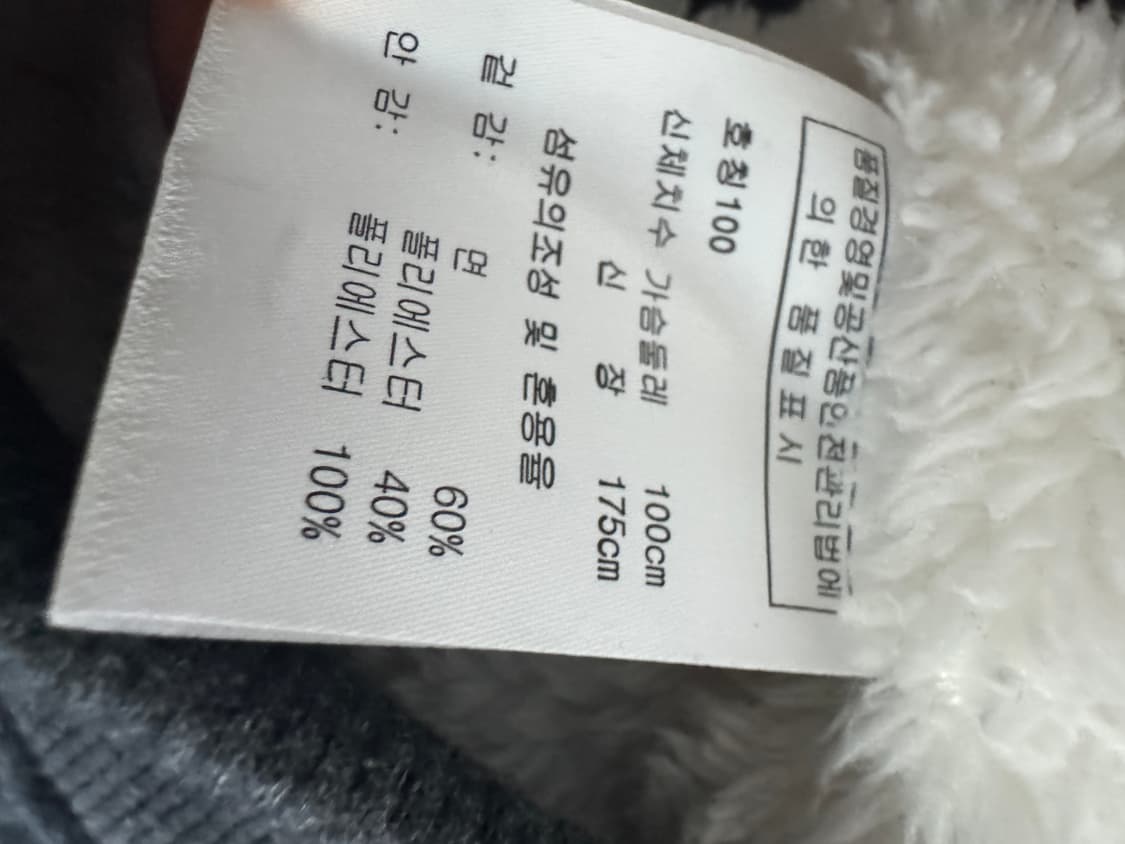 품질경영및공산품안전관리법에
의한 품질표시
호칭100
신체치수 가슴둘레 100cm
신 장 175cm
섬유의조성 및 혼용율
겉 감: 면 60%
폴리에스터 40%
안 감: 폴리에스터 100%